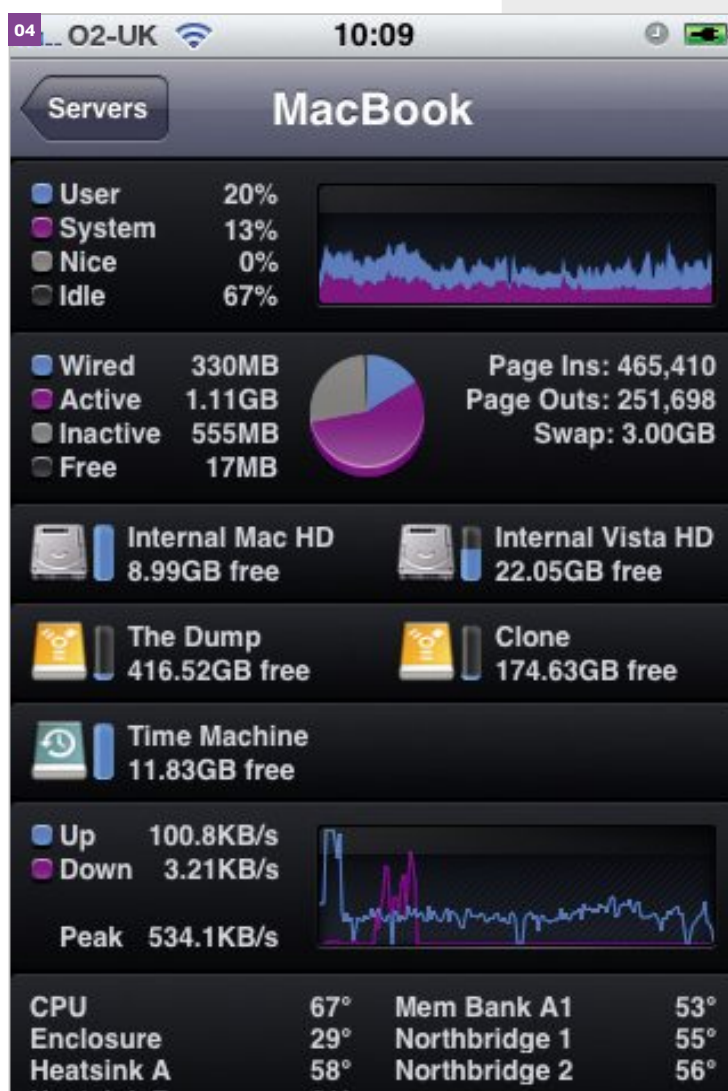 04
O2-UK 10:09
Servers MacBook
User 20%
System 13%
Nice 0%
Idle 67%
Wired 330MB
Active 1.11GB
Inactive 555MB
Free 17MB
Page Ins: 465,410
Page Outs: 251,698
Swap: 3.00GB
Internal Mac HD
8.99GB free
Internal Vista HD
22.05GB free
The Dump
416.52GB free
Clone
174.63GB free
Time Machine
11.83GB free
Up 100.8KB/s
Down 3.21KB/s
Peak 534.1KB/s
CPU 67°
Enclosure 29°
Heatsink A 58°
Mem Bank A1 53°
Northbridge 1 55°
Northbridge 2 56°